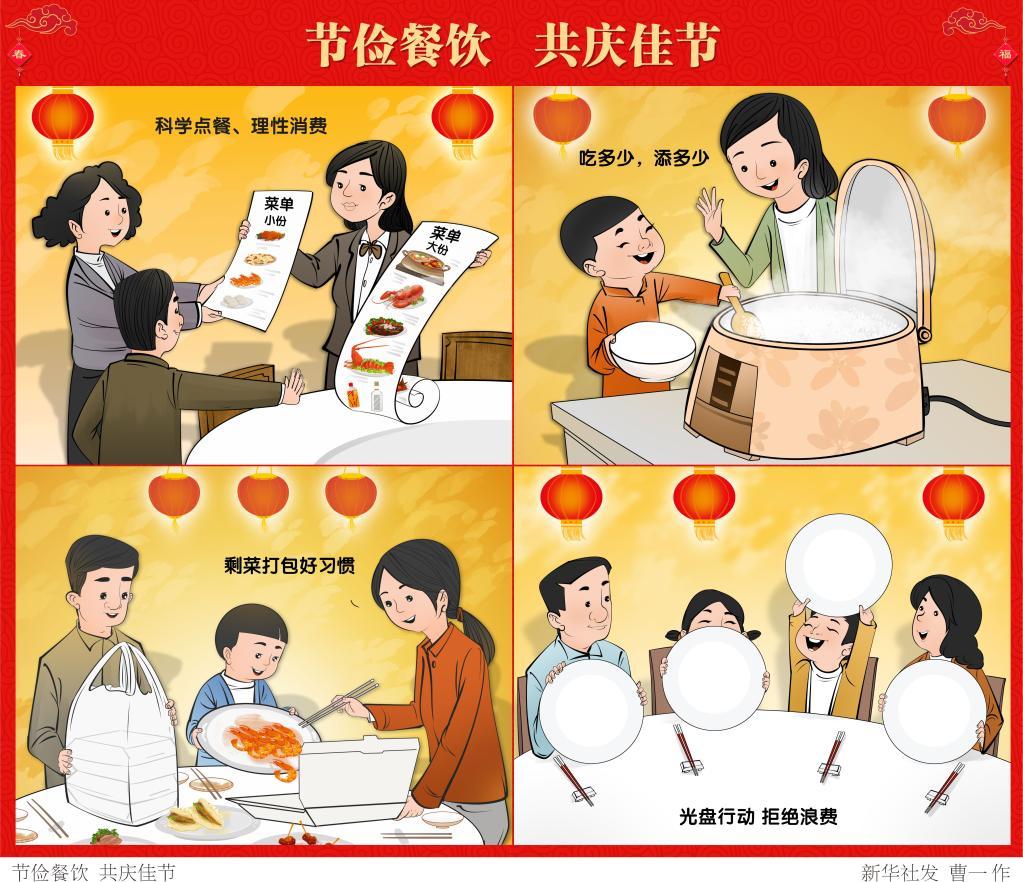 节俭餐饮 共庆佳节
春
福
科学点餐、理性消费
菜单
小份
菜单
大份
吃多少，添多少
剩菜打包好习惯
光盘行动 拒绝浪费
节俭餐饮 共庆佳节
新华社发 曹一 作